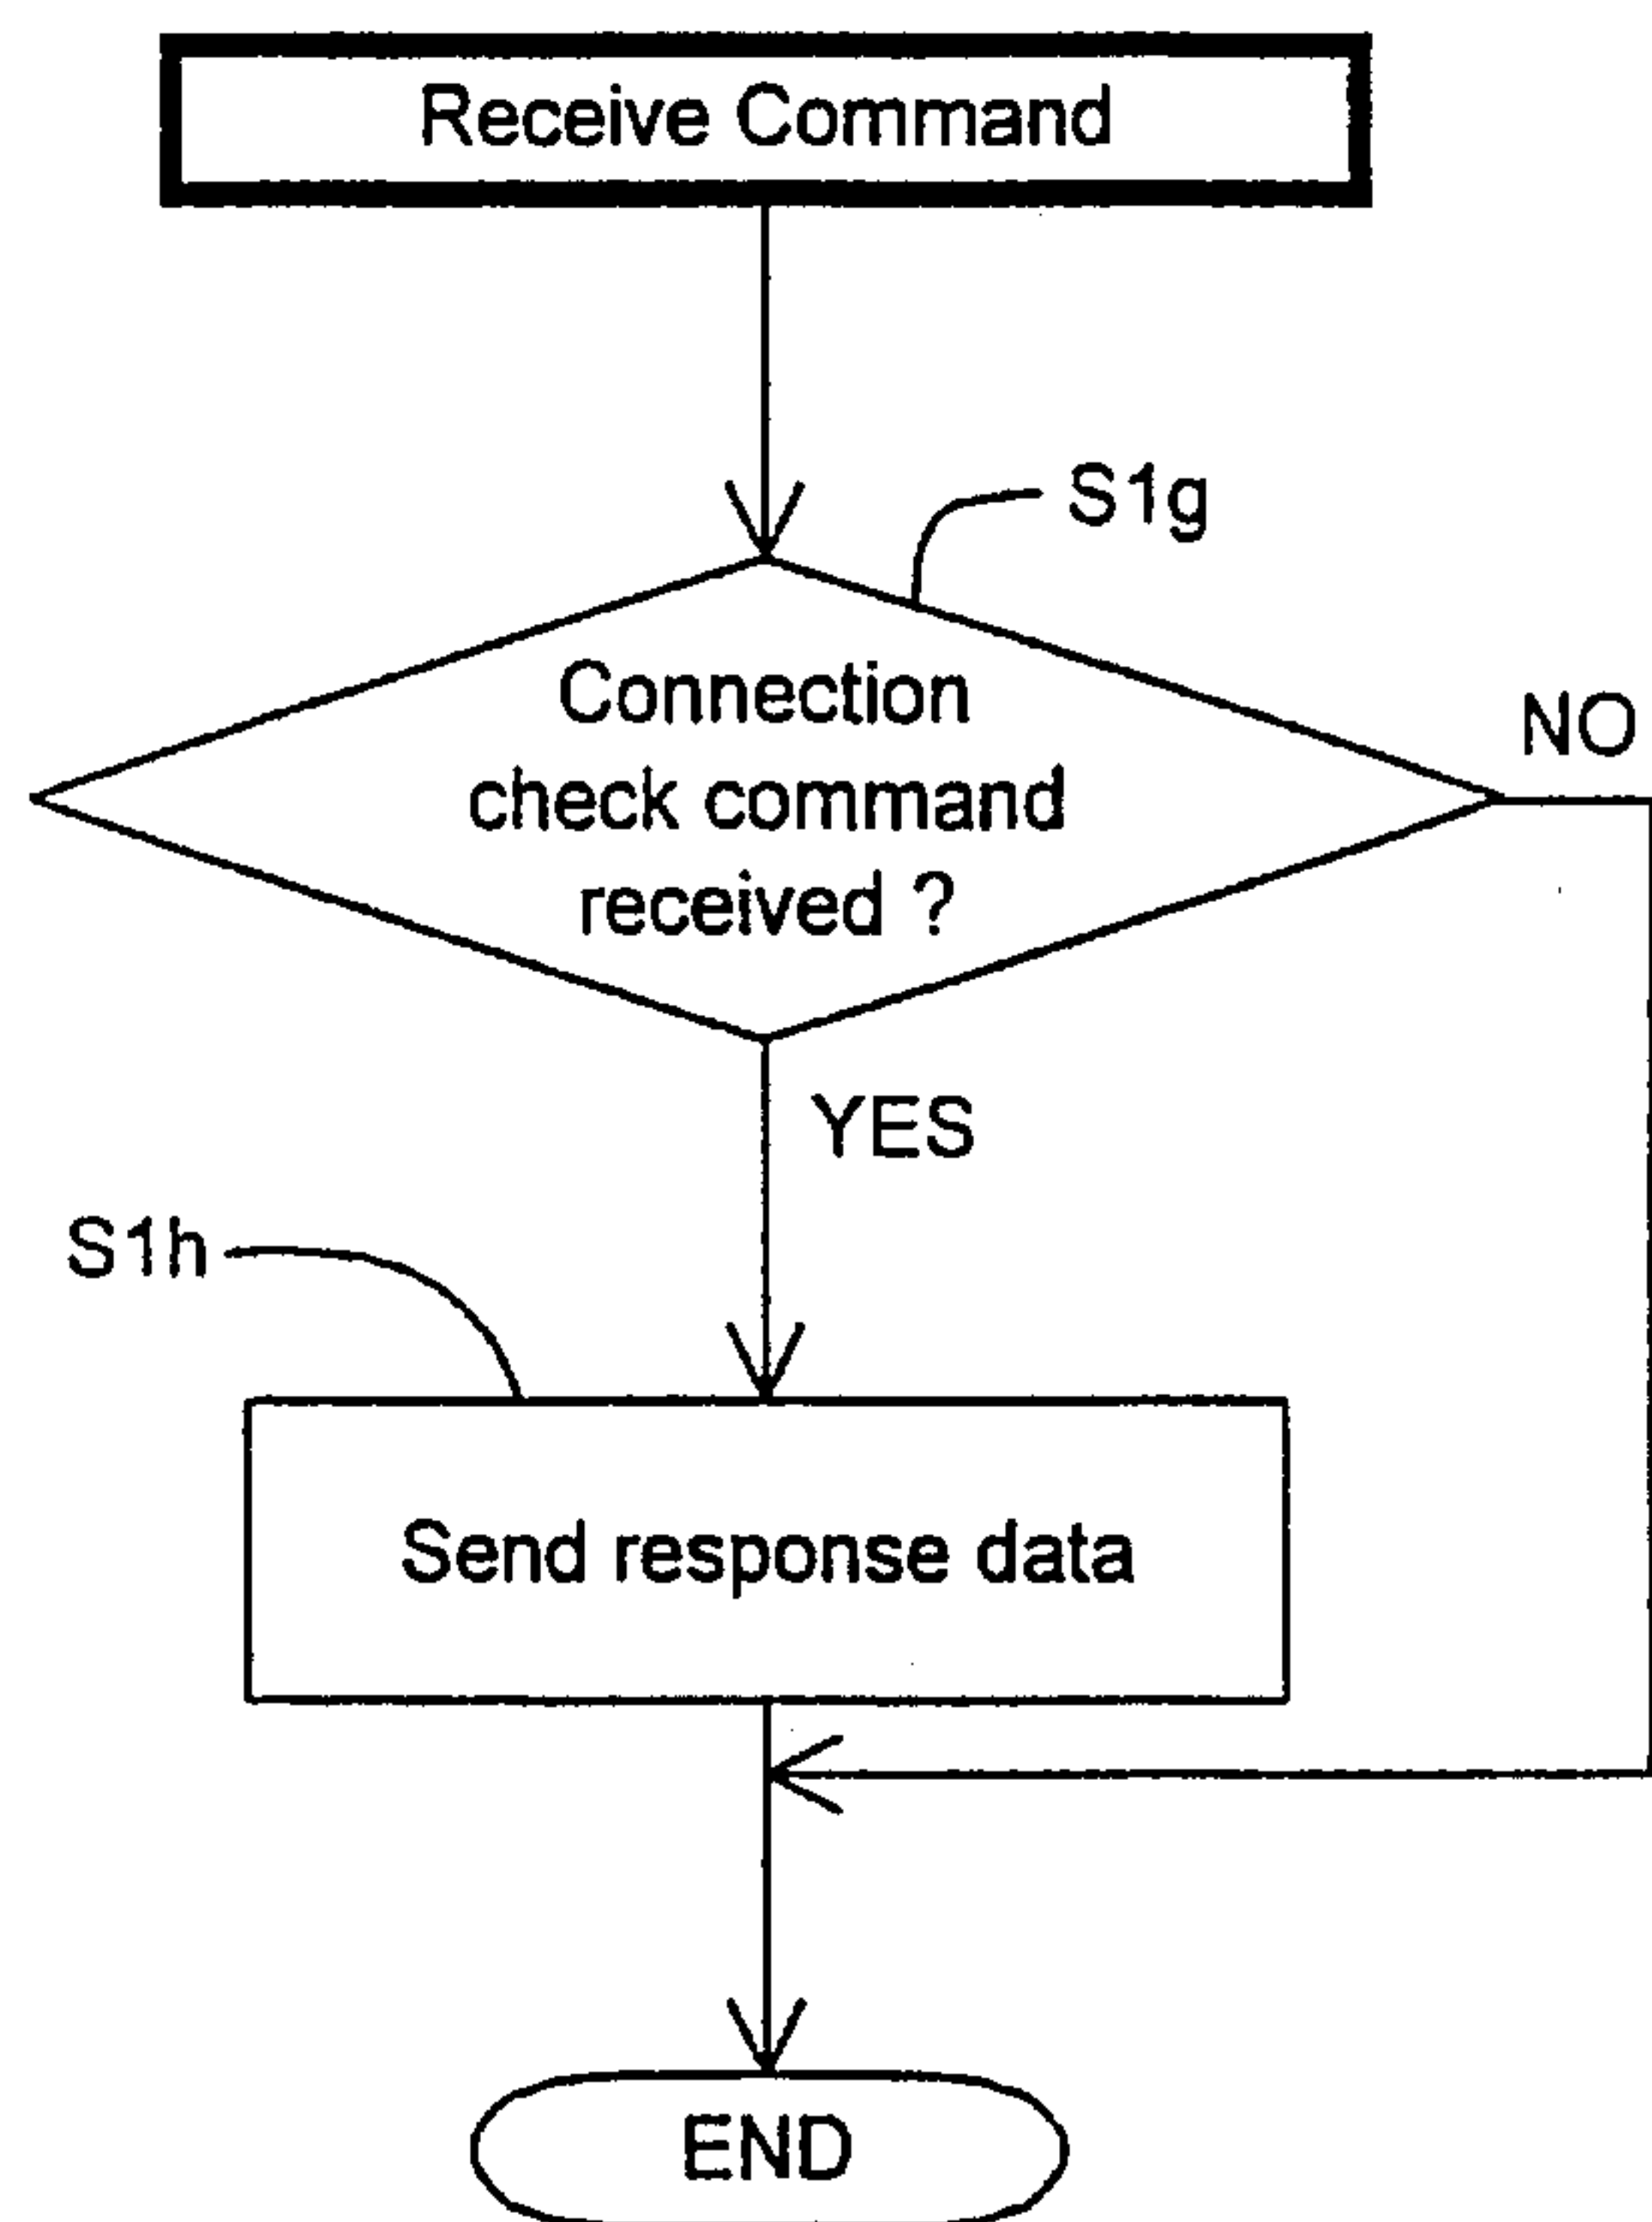 Receive Command
S1g
Connection
check command
received ?
NO
YES
S1h
Send response data
END